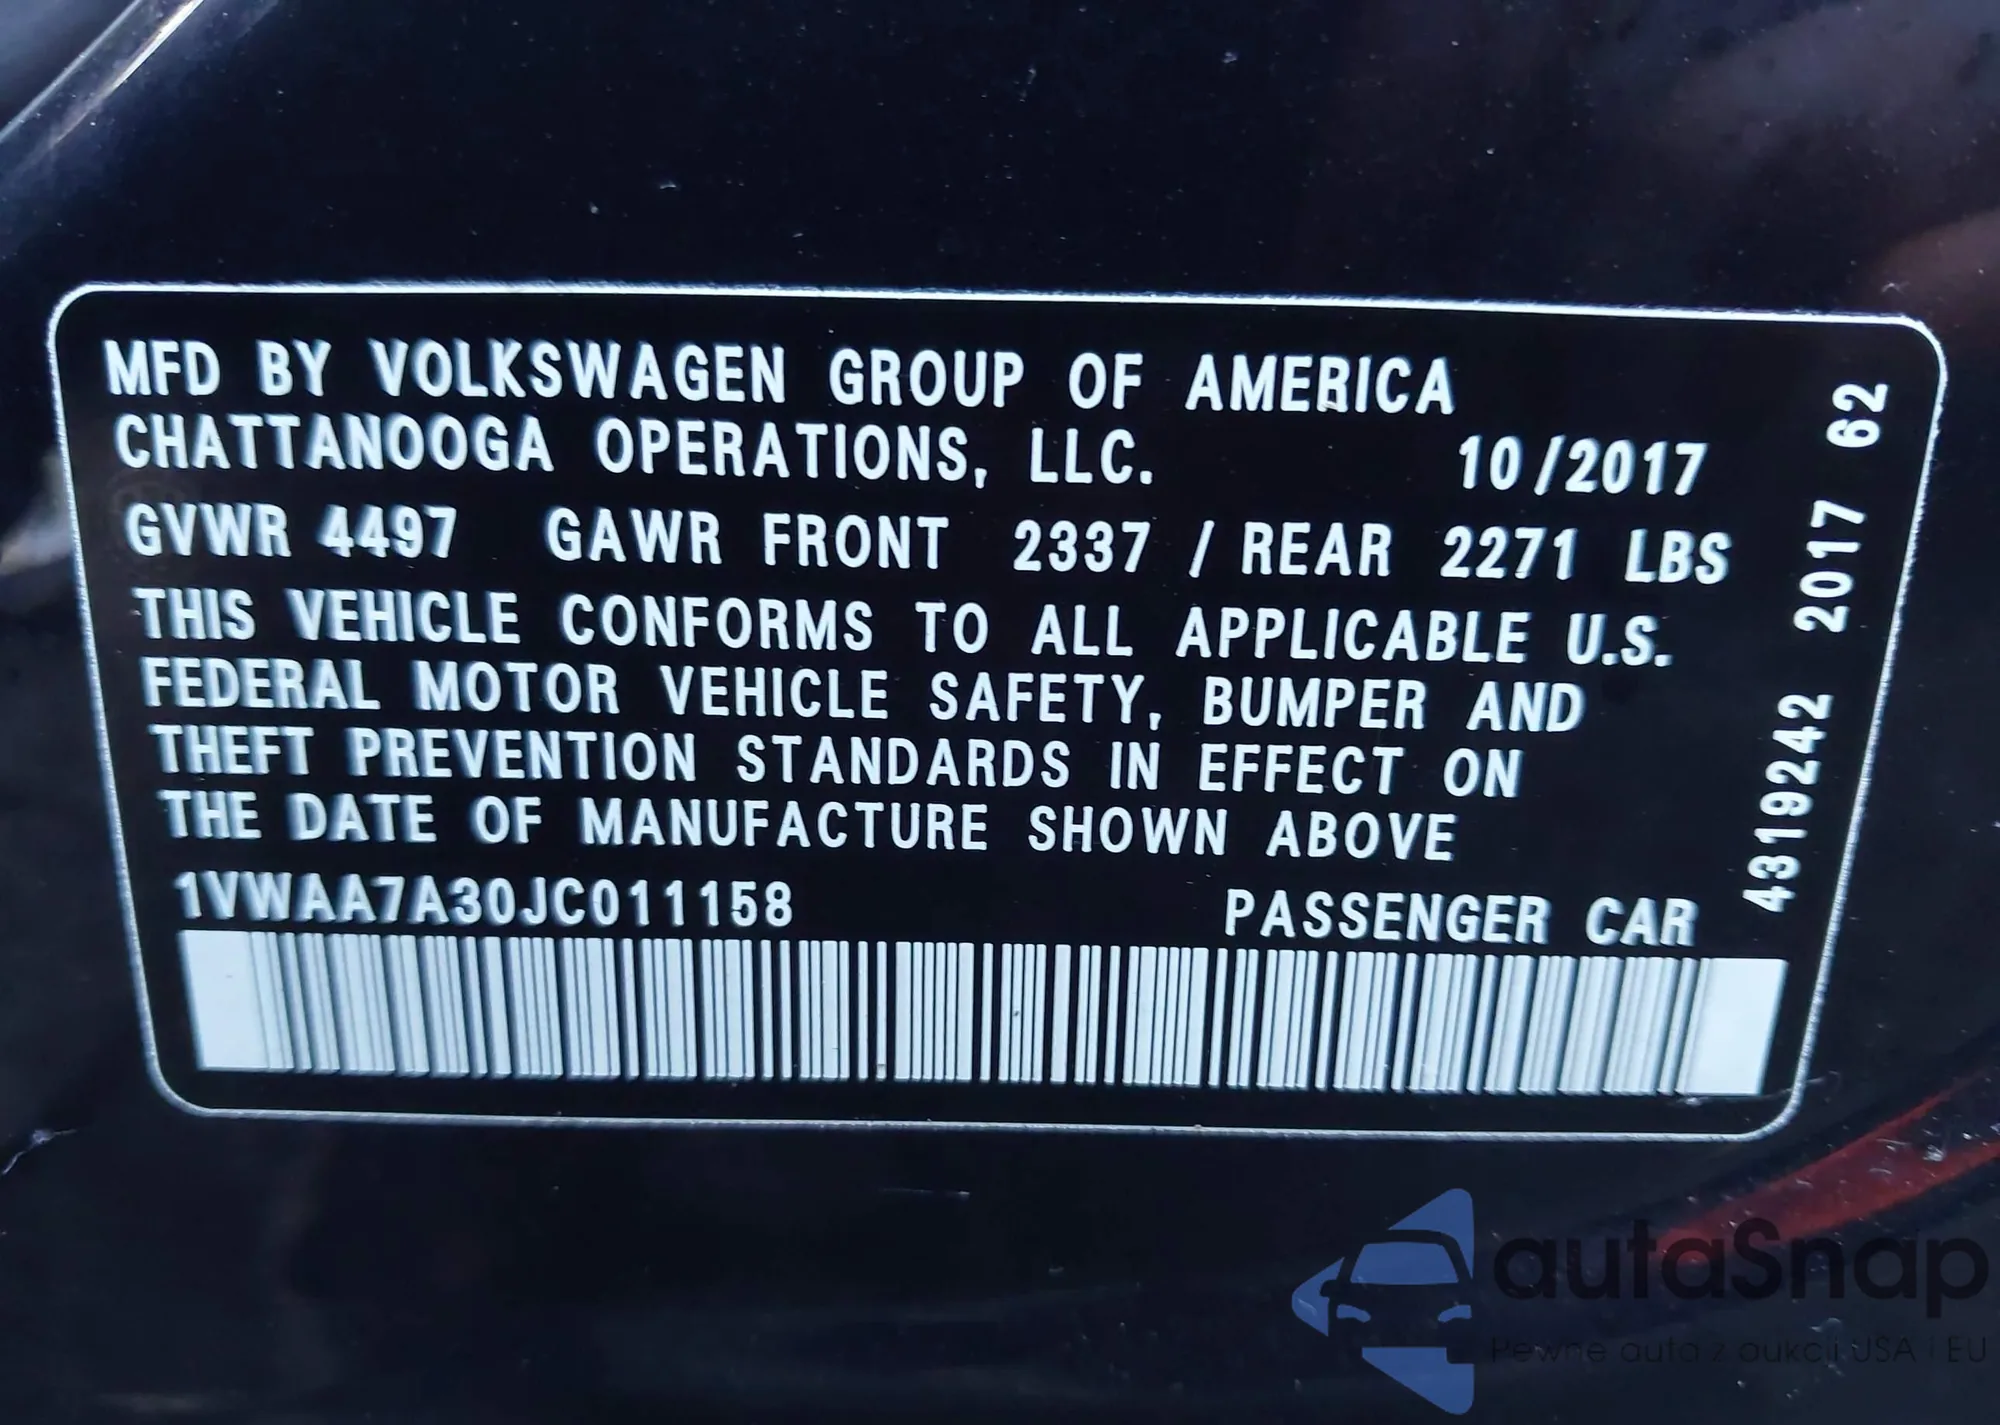 MFD BY VOLKSWAGEN GROUP OF AMERICA
CHATTANOOGA OPERATIONS, LLC. 10/2017
GVWR 4497 GAWR FRONT 2337 / REAR 2271 LBS
THIS VEHICLE CONFORMS TO ALL APPLICABLE U.S.
FEDERAL MOTOR VEHICLE SAFETY, BUMPER AND
THEFT PREVENTION STANDARDS IN EFFECT ON
THE DATE OF MANUFACTURE SHOWN ABOVE
1VWAA7A30JC011158 PASSENGER CAR
4319242 2017 62
autaSnap
Pewne auta z aukcji USA i EU